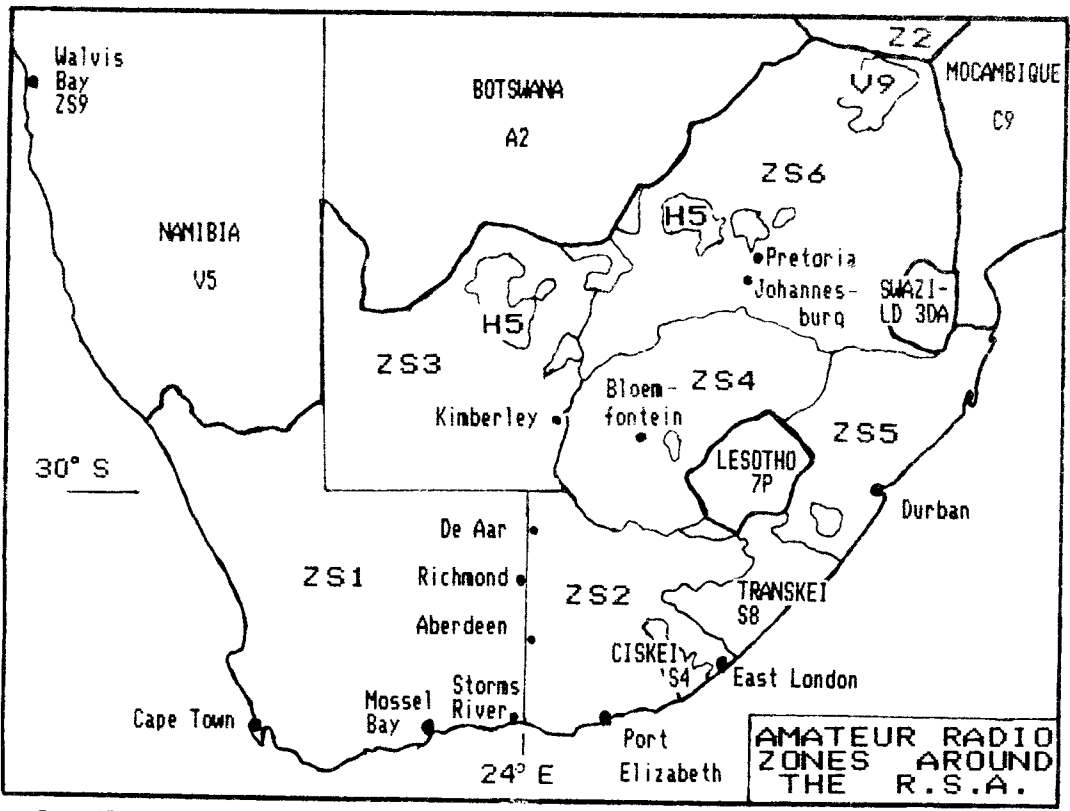 Walvis
Bay
ZS9
BOTSWANA
A2
Z2
MOCAMBIQUE
C9
V9
ZS6
NAMIBIA
V5
H5
Pretoria
Johannes-
burg
SWAZI-
LD 3DA
H5
ZS3
ZS4
Bloem-
fontein
Kimberley
ZS5
LESOTHO
7P
30° S
Durban
De Aar
ZS1
Richmond
ZS2
TRANSKEI
S8
Aberdeen
CISKEI
S4
East London
Storms
River
Mossel
Bay
Cape Town
Port
Elizabeth
24° E
AMATEUR RADIO
ZONES AROUND
THE R.S.A.